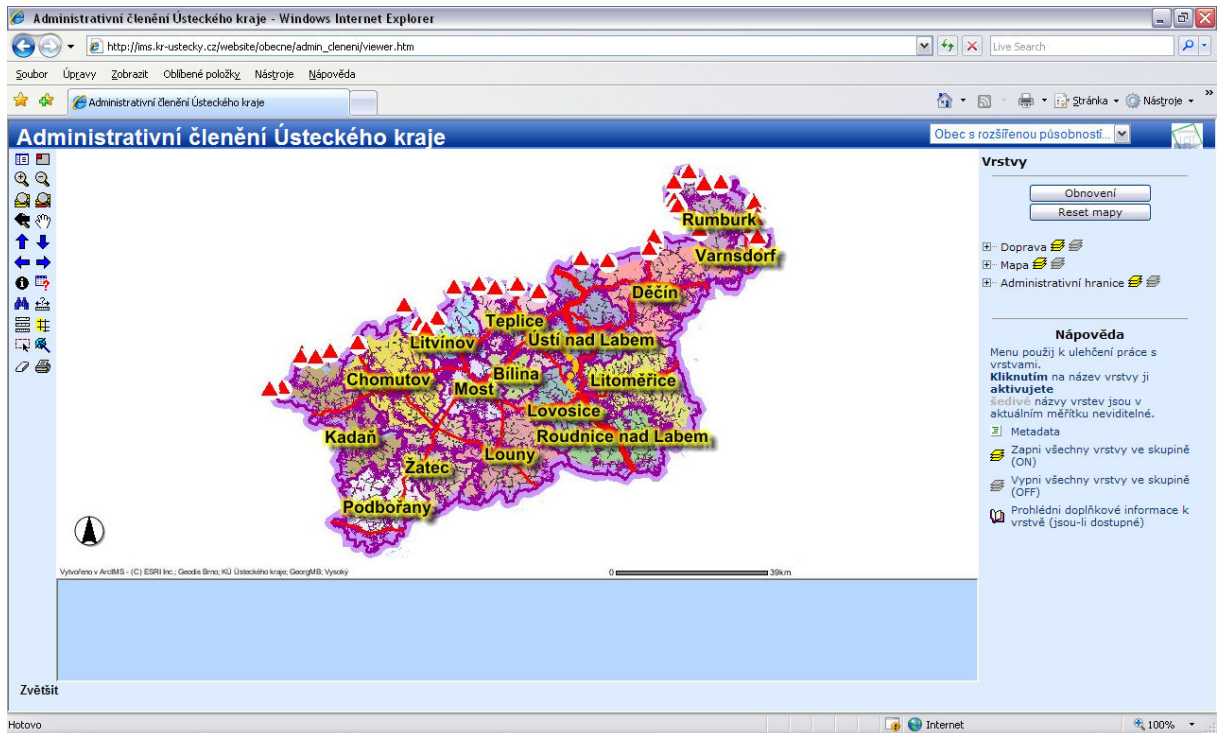 Administrativní členění Ústeckého kraje - Windows Internet Explorer
http://ims.kr-ustecky.cz/website/obecne/admin_cleneni/viewer.htm
Live Search
Soubor Úpravy Zobrazit Oblíbené položky Nástroje Nápověda
Administrativní členění Ústeckého kraje
Stránka Nástroje
Administrativní členění Ústeckého kraje
Obec s rozšířenou působností...
Vrstvy
Obnovení
Reset mapy
Doprava
Mapa
Administrativní hranice
Nápověda
Menu použij k ulehčení práce s
vrstvami.
Kliknutím na název vrstvy ji
aktivujete
šedivé názvy vrstev jsou v
aktuálním měřítku neviditelné.
Metadata
Zapni všechny vrstvy ve skupině
(ON)
Vypni všechny vrstvy ve skupině
(OFF)
Prohlédni doplňkové informace k
vrstvě (jsou-li dostupné)
Rumburk
Varnsdorf
Děčín
Teplice
Ústí nad Labem
Litvínov
Bílina
Chomutov
Most
Litoměřice
Lovosice
Kadaň
Roudnice nad Labem
Louny
Žatec
Podbořany
Vytvořeno v ArcIMS - (C) ESRI Inc.; Geodis Brno; KÚ Ústeckého kraje; GeorgMB; Vysoký
0 39km
Zvětšit
Hotovo
Internet
100%